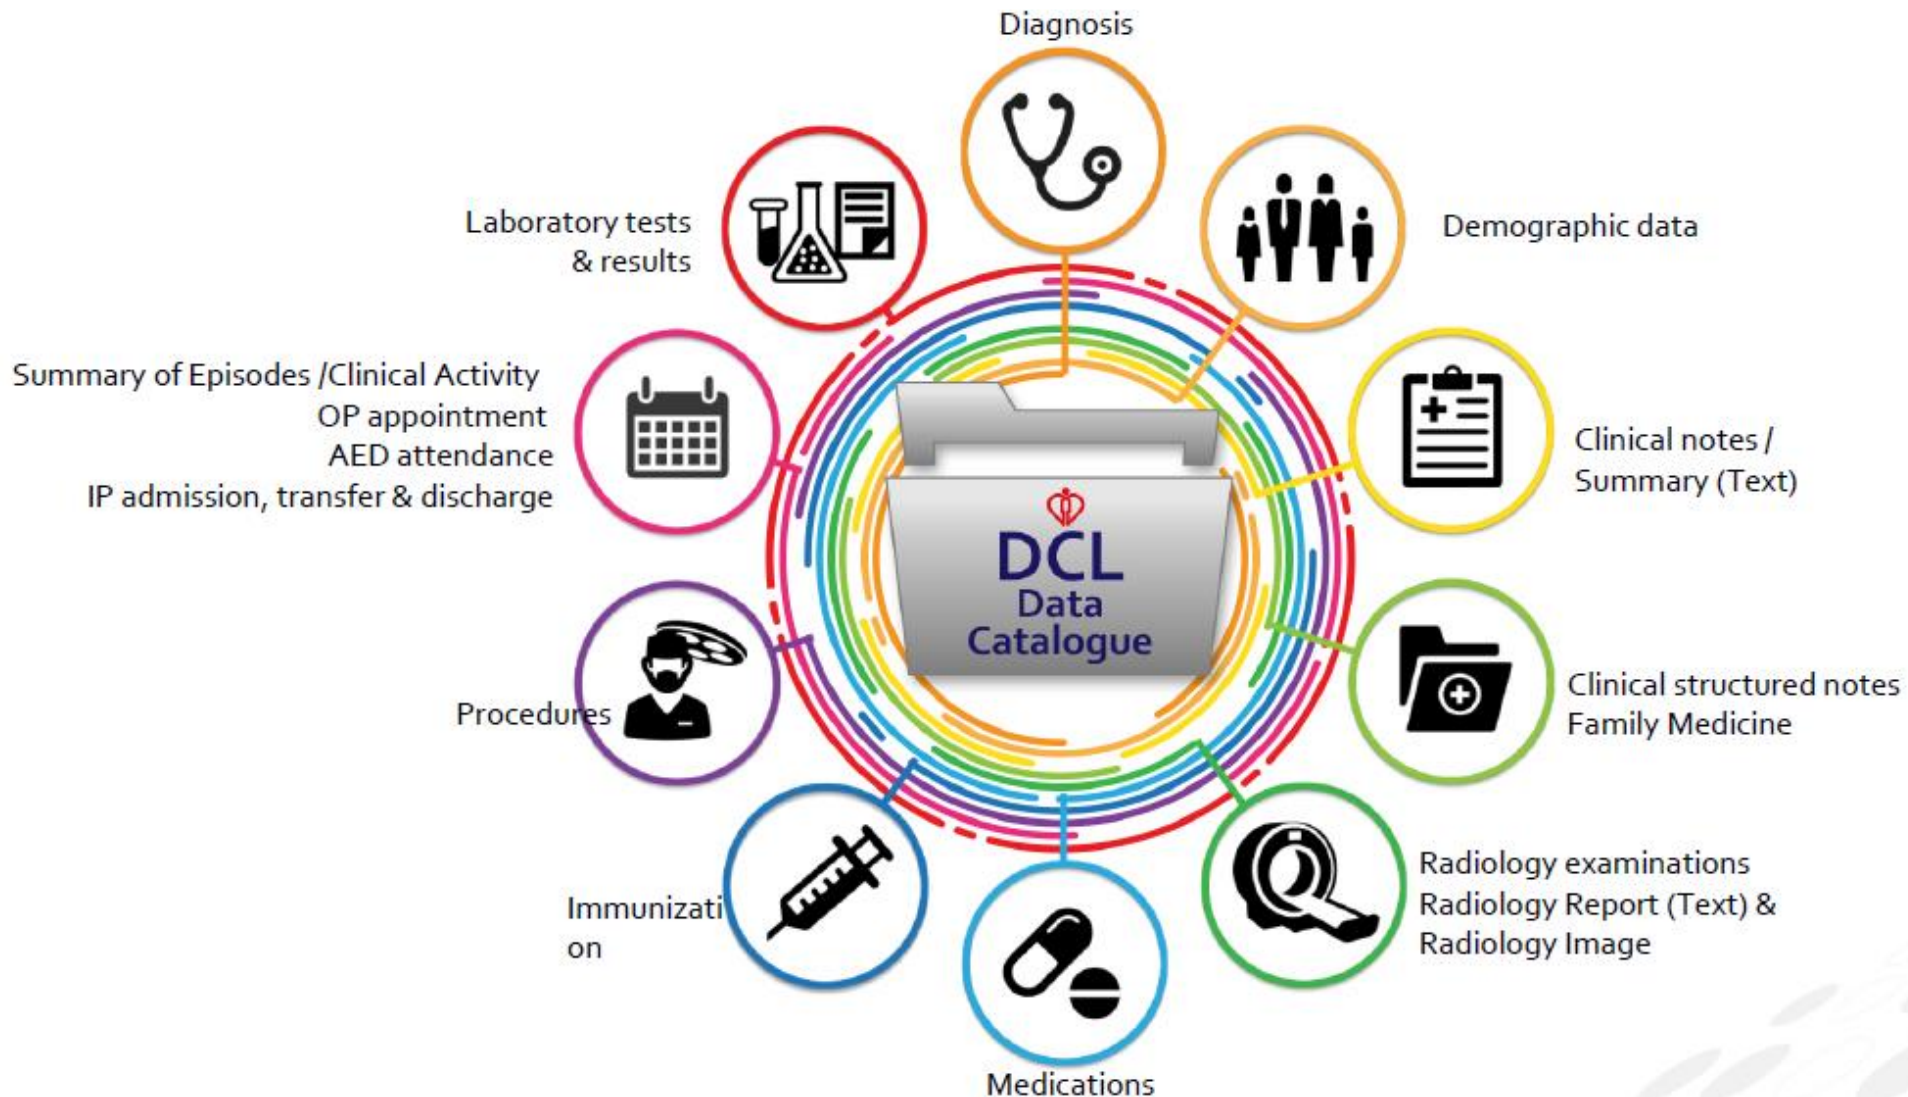 Diagnosis
Laboratory tests
& results
Demographic data
Summary of Episodes /Clinical Activity
OP appointment
AED attendance
IP admission, transfer & discharge
Clinical notes /
Summary (Text)
DCL
Data
Catalogue
Procedures
Clinical structured notes
Family Medicine
Immunizati
on
Radiology examinations
Radiology Report (Text) &
Radiology Image
Medications